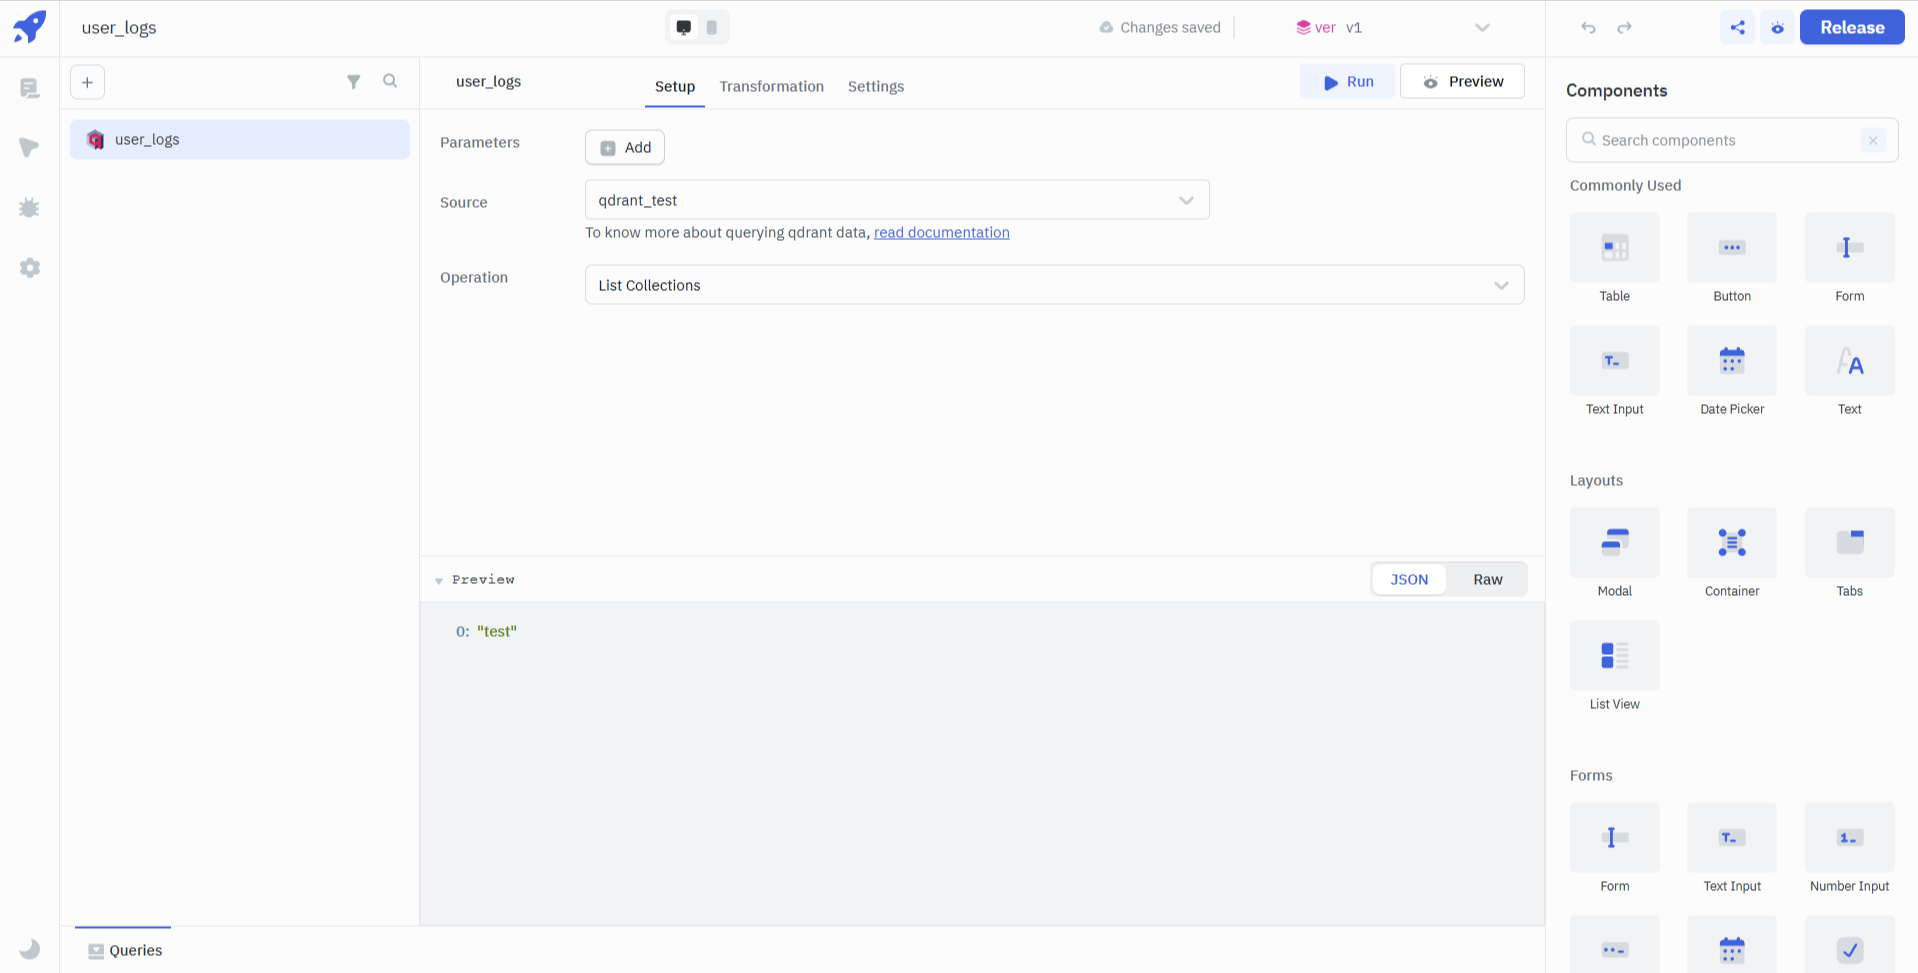 user_logs
Changes saved
ver v1
Release
user_logs
user_logs
Setup
Transformation
Settings
Run
Preview
Parameters
Add
Source
qdrant_test
To know more about querying qdrant data, read documentation
Operation
List Collections
Preview
JSON
Raw
0: "test"
Queries
Components
Search components
Commonly Used
Table
Button
Form
Text Input
Date Picker
Text
Layouts
Modal
Container
Tabs
List View
Forms
Form
Text Input
Number Input